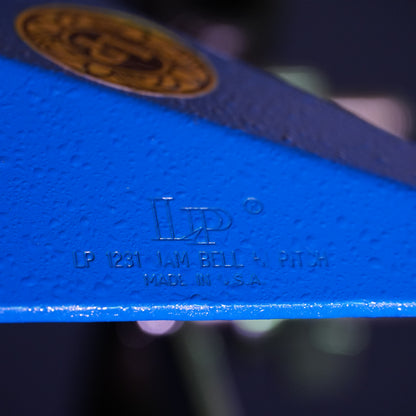 LP ®
LP 1231 JAM-BELL HI PITCH
MADE IN U.S.A